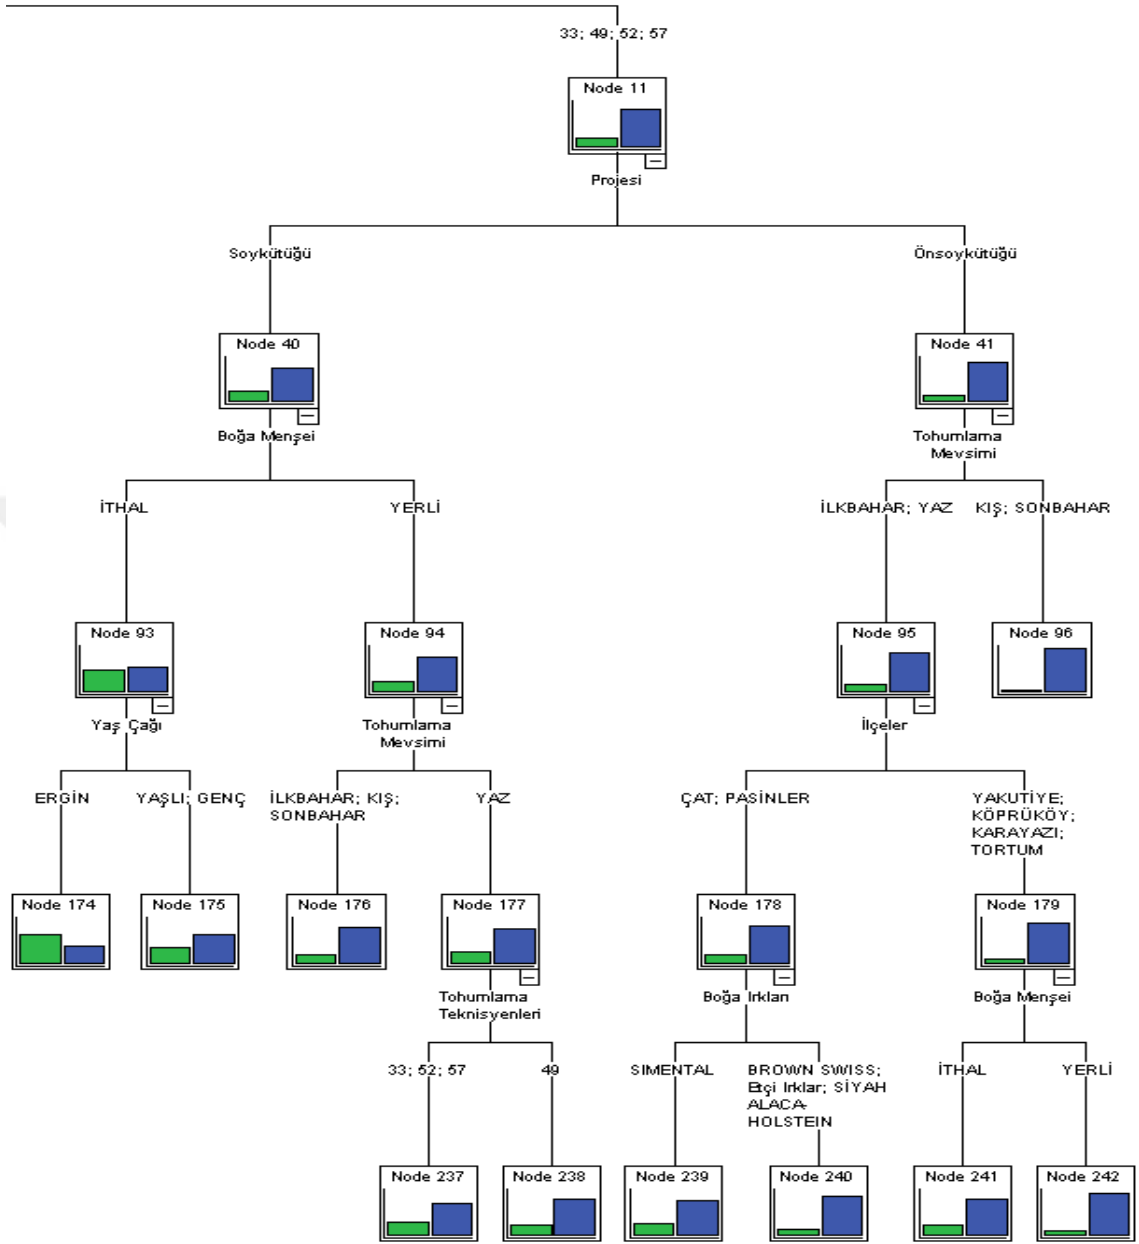 33; 49; 52; 57
Node 11
Projesi
Soykütüğü
Önsoykütüğü
Node 40
Node 41
Boğa Menşei
Tohumlama
Mevsimi
İTHAL
YERLİ
İLKBAHAR; YAZ
KIŞ; SONBAHAR
Node 93
Node 94
Node 95
Node 96
Yaş Çağı
Tohumlama
Mevsimi
İlçeler
ERGİN
YAŞLI; GENÇ
İLKBAHAR; KIŞ;
SONBAHAR
YAZ
ÇAT; PASİNLER
YAKUTİYE;
KÖPRÜKÖY;
KARAYAZI;
TORTUM
Node 174
Node 175
Node 176
Node 177
Node 178
Node 179
Tohumlama
Teknisyenleri
Boğa Irkları
Boğa Menşei
33; 52; 57
49
SIMENTAL
BROWN SWISS;
Etçi Irklar; SİYAH
ALACA-
HOLSTEIN
İTHAL
YERLİ
Node 237
Node 238
Node 239
Node 240
Node 241
Node 242